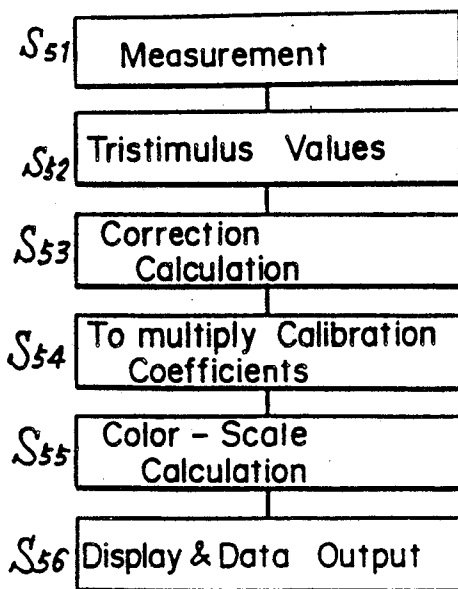 S51 Measurement
S52 Tristimulus Values
S53 Correction
Calculation
S54 To multiply Calibration
Coefficients
S55 Color - Scale
Calculation
S56 Display & Data Output